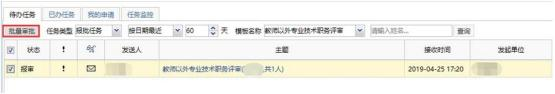 待办任务 已办任务 我的申请 任务监控
批量审批 任务类型 报批任务 按日期最近 60 天 模板名称 教师以外专业技术职务评审 请输入姓名... 查询
状态 ! 发送人 主题 接收时间 发起单位
报审 教师以外专业技术职务评审( ,共1人) 2019-04-25 17:20